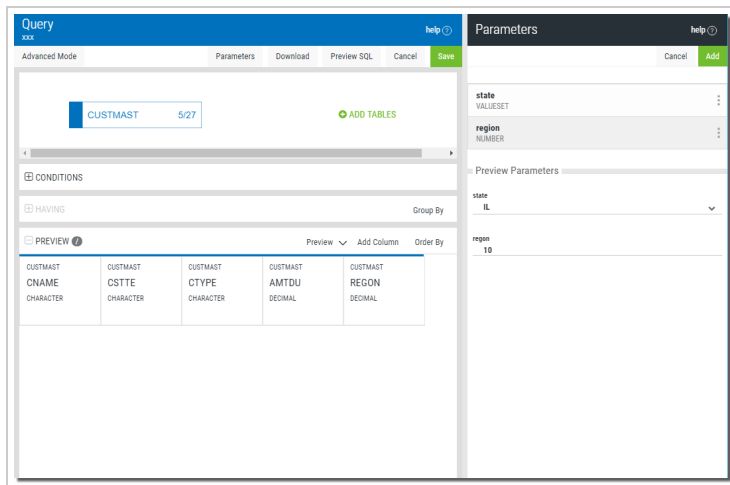 Query
xxx
help ?
Advanced Mode
Parameters
Download
Preview SQL
Cancel
Save
CUSTMAST 5/27
ADD TABLES
CONDITIONS
HAVING
Group By
PREVIEW i
Preview
Add Column
Order By
CUSTMAST CUSTMAST CUSTMAST CUSTMAST CUSTMAST
CNAME CSTTE CTYPE AMTDU REGON
CHARACTER CHARACTER CHARACTER DECIMAL DECIMAL
Parameters
help ?
Cancel
Add
state
VALUESET
region
NUMBER
Preview Parameters
state
IL
regon
10